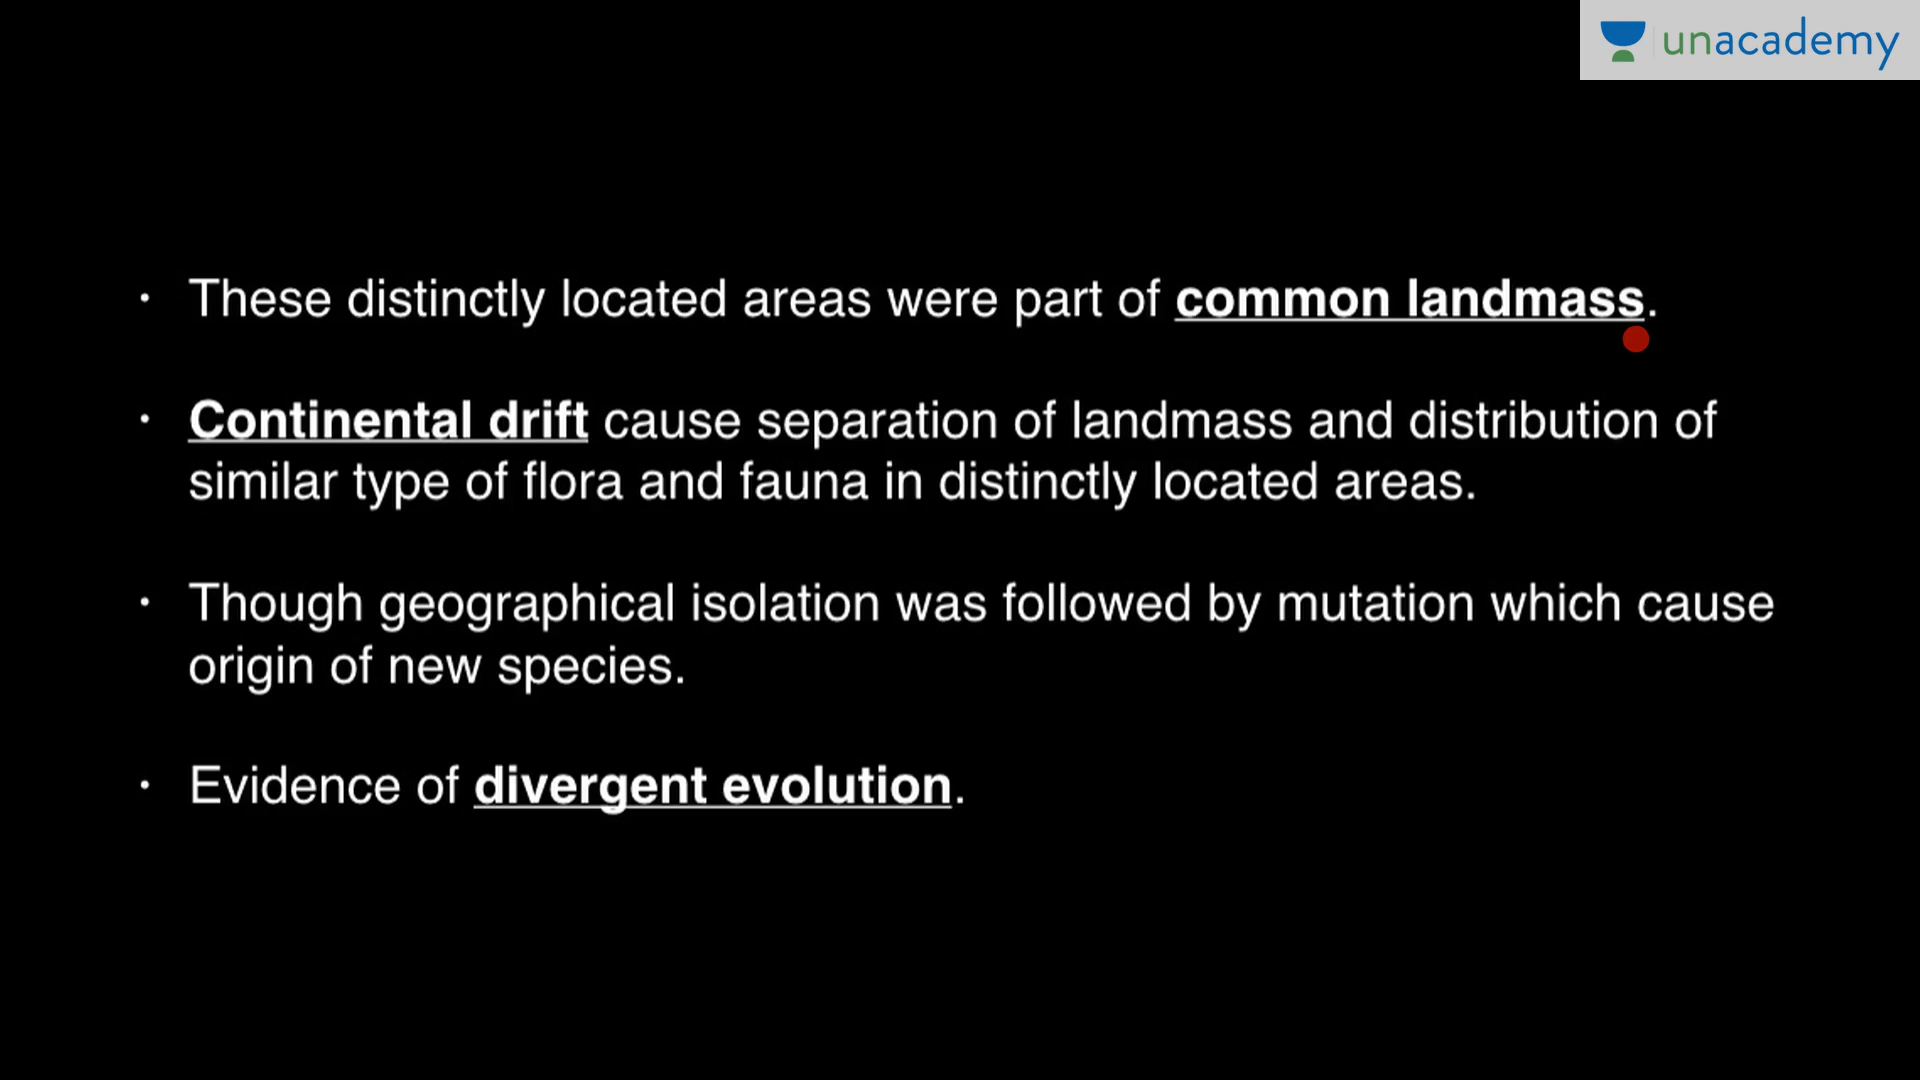 unacademy
• These distinctly located areas were part of common landmass.
• Continental drift cause separation of landmass and distribution of
similar type of flora and fauna in distinctly located areas.
• Though geographical isolation was followed by mutation which cause
origin of new species.
• Evidence of divergent evolution.